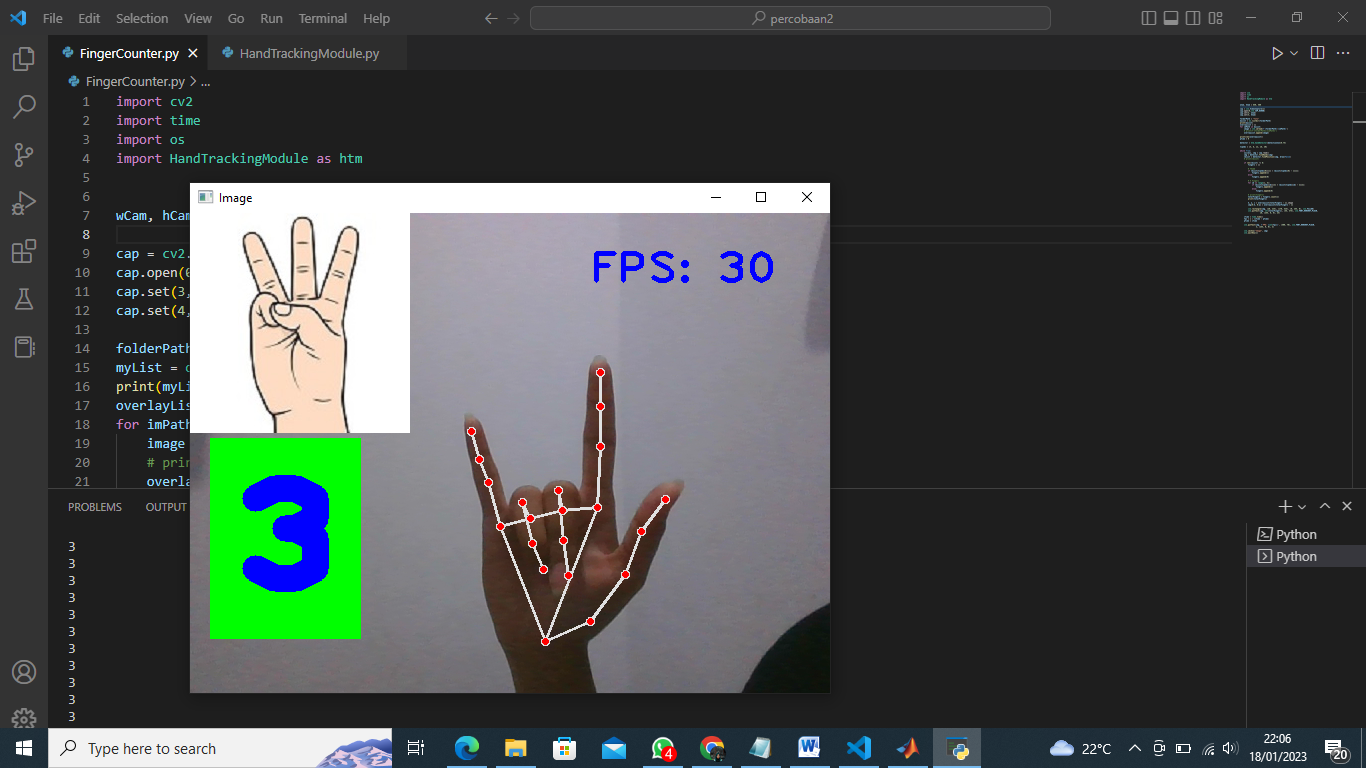 File Edit Selection View Go Run Terminal Help
percobaan2
FingerCounter.py
HandTrackingModule.py
FingerCounter.py > ...
1 import cv2
2 import time
3 import os
4 import HandTrackingModule as htm
5
6
7 wCam, hCam
8
9 cap = cv2.
10 cap.open(0
11 cap.set(3,
12 cap.set(4,
13
14 folderPath
15 myList = o
16 print(myLi
17 overlayLis
18 for imPath
19 image
20 # prin
21 overla
Image
FPS: 30
3
PROBLEMS OUTPUT
3
3
3
3
3
3
3
3
3
3
3
Python
Python
Type here to search
4
22°C
22:06
18/01/2023
20